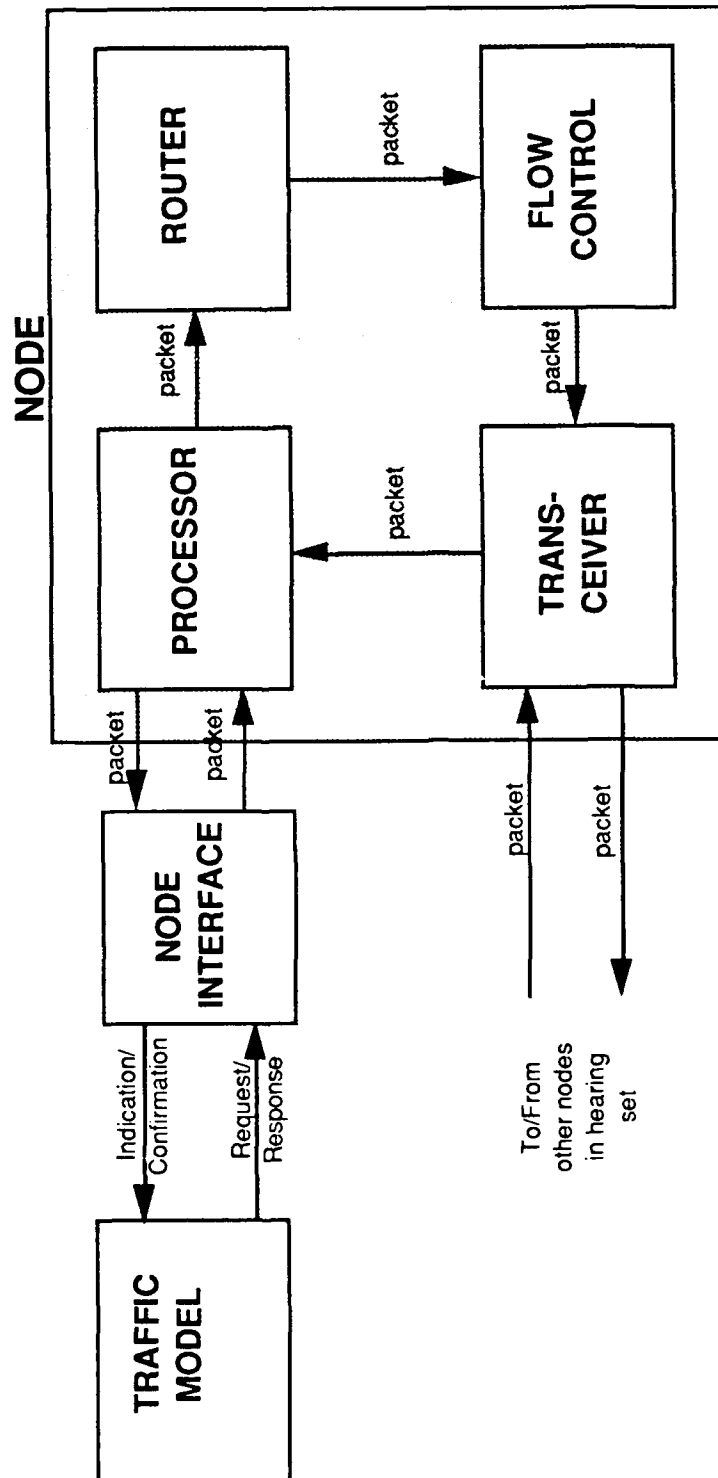 NODE
TRAFFIC
MODEL
Indication/
Confirmation
Request/
Response
NODE
INTERFACE
packet
packet
PROCESSOR
packet
ROUTER
packet
packet
To/From
other nodes
in hearing
set
packet
packet
TRANS-
CEIVER
packet
FLOW
CONTROL